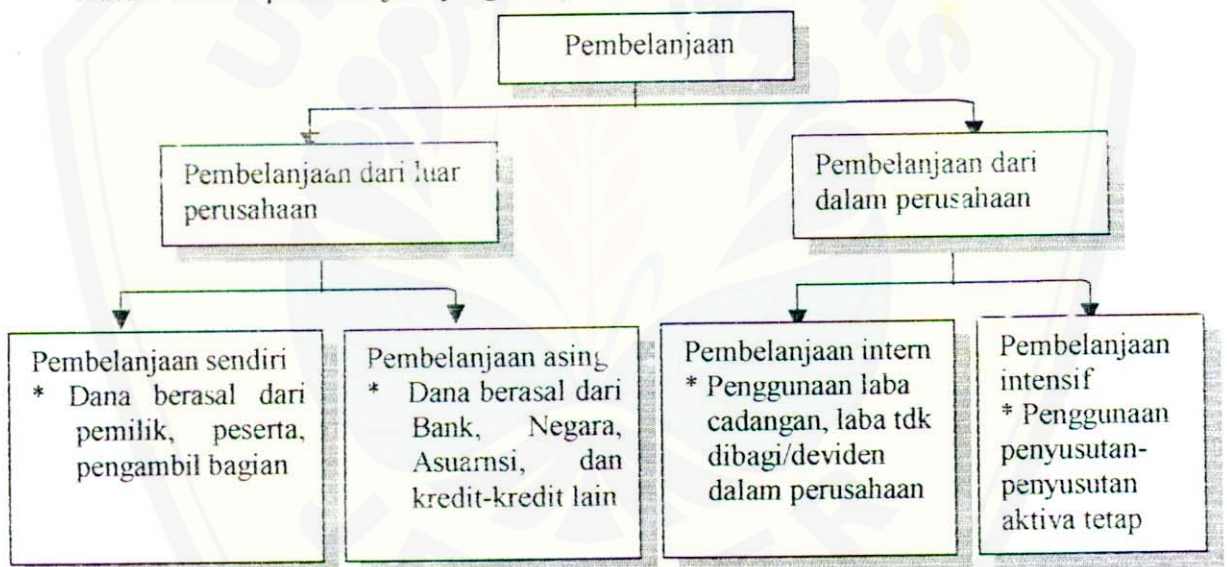 Pembelanjaan
Pembelanjaan dari luar
perusahaan
Pembelanjaan dari
dalam perusahaan
Pembelanjaan sendiri
* Dana berasal dari
pemilik, peserta,
pengambil bagian
Pembelanjaan asing
* Dana berasal dari
Bank, Negara,
Asuarnsi, dan
kredit-kredit lain
Pembelanjaan intern
* Penggunaan laba
cadangan, laba tdk
dibagi/deviden
dalam perusahaan
Pembelanjaan
intensif
* Penggunaan
penyusutan-
penyusutan
aktiva tetap